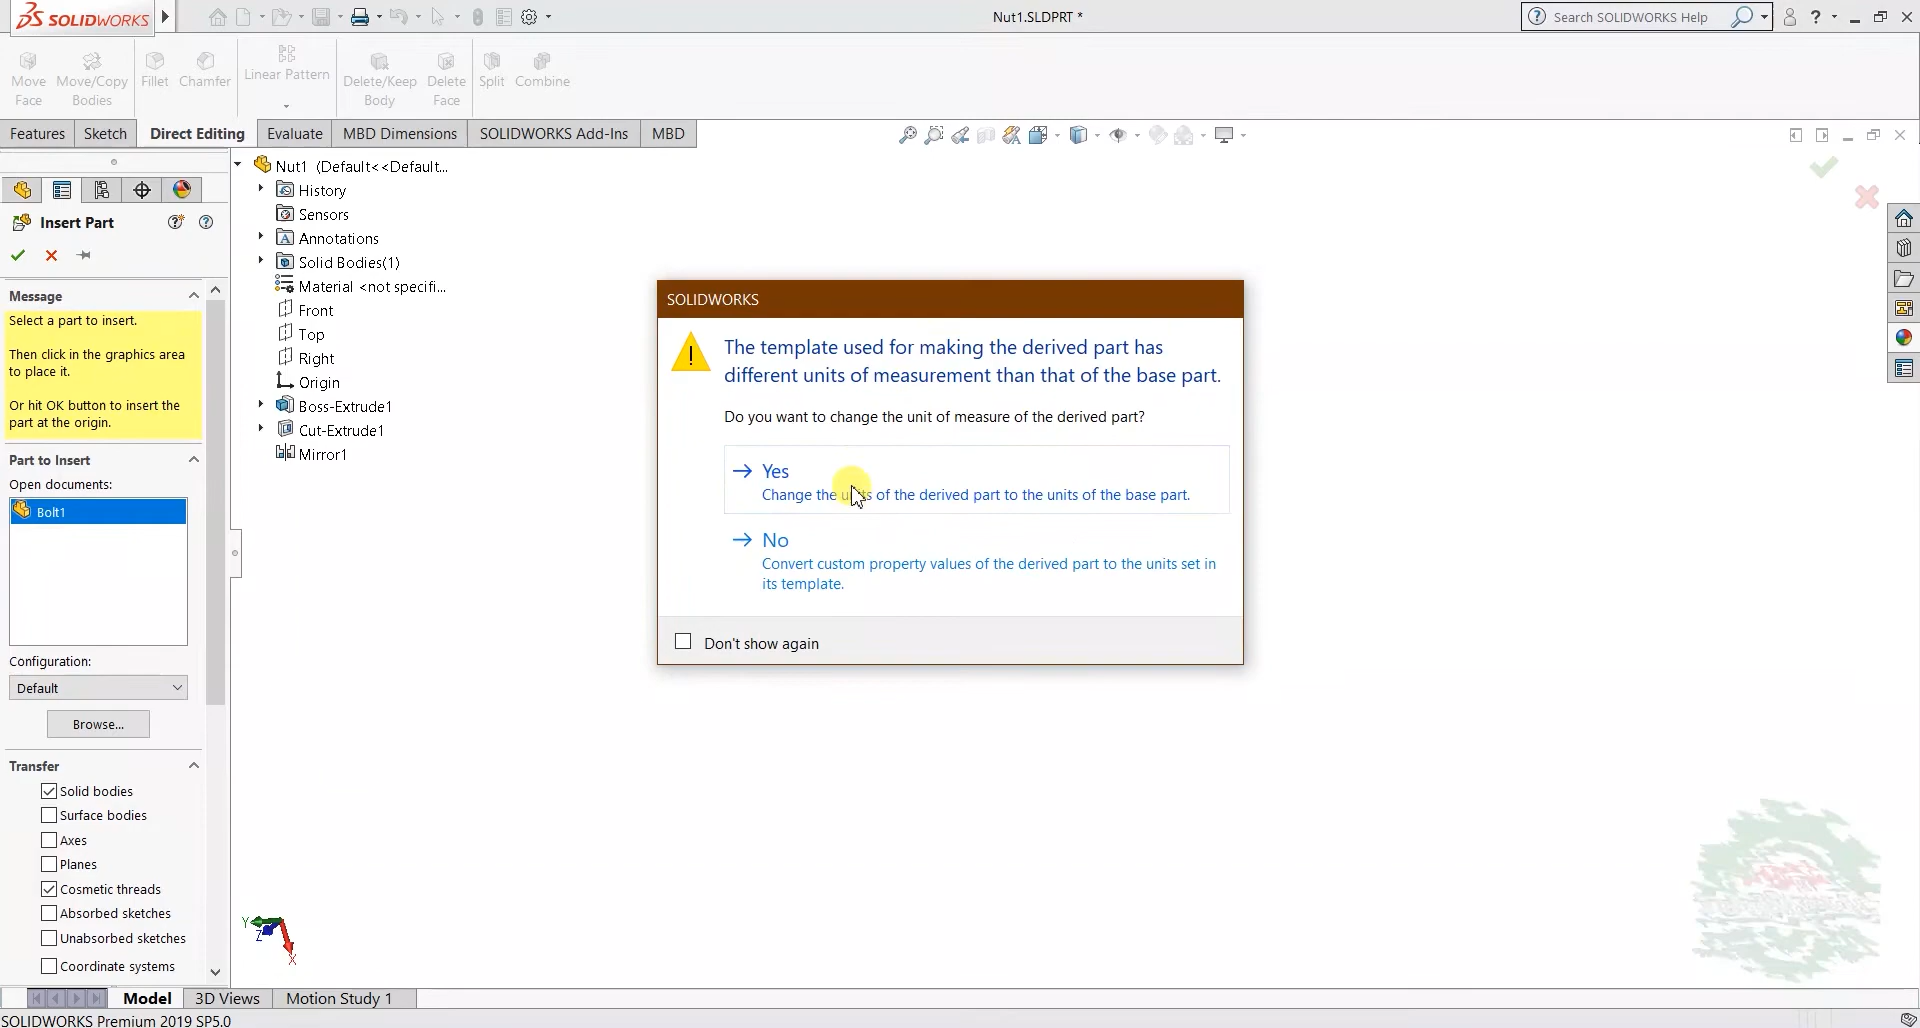 SOLIDWORKS
Nut1.SLDPRT *
Search SOLIDWORKS Help
Move Face
Move/Copy Bodies
Fillet
Chamfer
Linear Pattern
Delete/Keep Body
Delete Face
Split
Combine
Features
Sketch
Direct Editing
Evaluate
MBD Dimensions
SOLIDWORKS Add-Ins
MBD
Insert Part
Message
Select a part to insert.
Then click in the graphics area
to place it.
Or hit OK button to insert the
part at the origin.
Part to Insert
Open documents:
Bolt1
Configuration:
Default
Browse...
Transfer
Solid bodies
Surface bodies
Axes
Planes
Cosmetic threads
Absorbed sketches
Unabsorbed sketches
Coordinate systems
Nut1 (Default<<Default...
History
Sensors
Annotations
Solid Bodies(1)
Material <not specifi...
Front
Top
Right
Origin
Boss-Extrude1
Cut-Extrude1
Mirror1
SOLIDWORKS
The template used for making the derived part has
different units of measurement than that of the base part.
Do you want to change the unit of measure of the derived part?
Yes
Change the units of the derived part to the units of the base part.
No
Convert custom property values of the derived part to the units set in
its template.
Don't show again
Y
Z
X
Model
3D Views
Motion Study 1
SOLIDWORKS Premium 2019 SP5.0